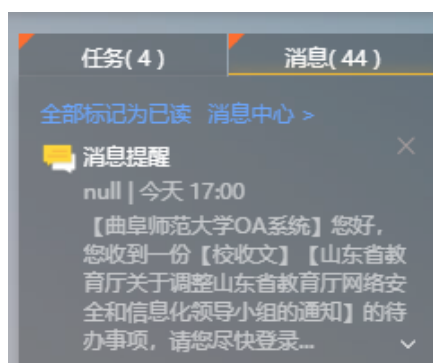 任务( 4 ) 消息( 44 )
全部标记为已读 消息中心 >
消息提醒
null | 今天 17:00
【曲阜师范大学OA系统】您好，
您收到一份【校收文】【山东省教
育厅关于调整山东省教育厅网络安
全和信息化领导小组的通知】的待
办事项，请您尽快登录...